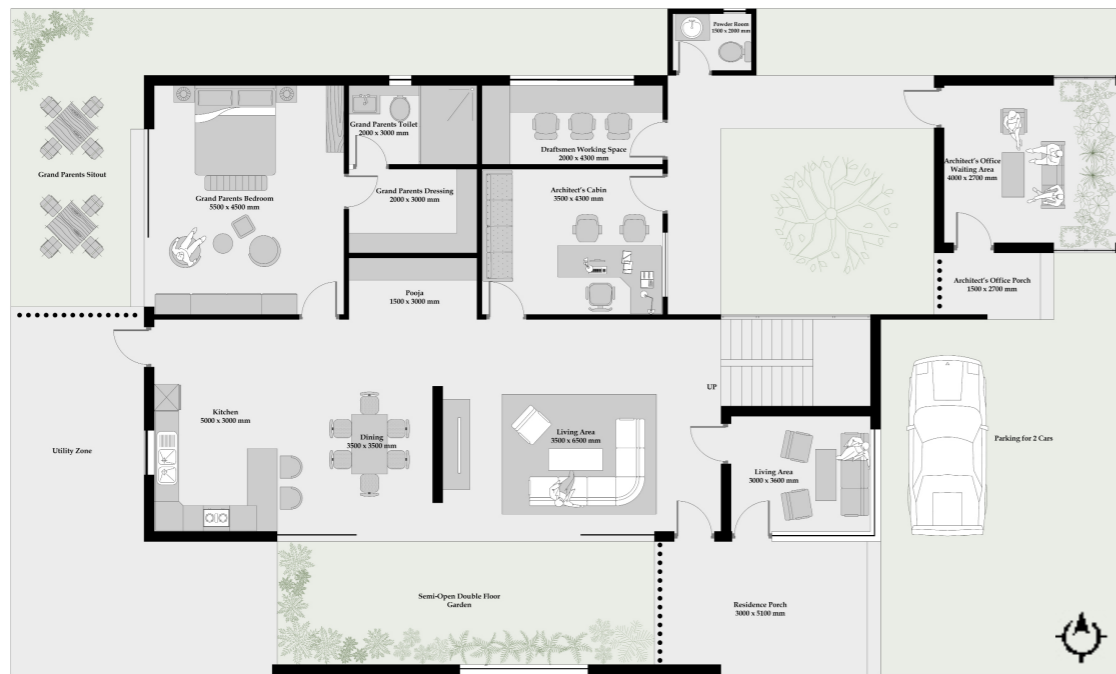 Powder Room
1500 x 2000 mm
Grand Parents Toilet
2000 x 3000 mm
Draftsmen Working Space
2000 x 4300 mm
Architect's Office
Waiting Area
4000 x 2700 mm
Grand Parents Sitout
Grand Parents Bedroom
5500 x 4500 mm
Grand Parents Dressing
2000 x 3000 mm
Architect's Cabin
3500 x 4300 mm
Architect's Office Porch
1500 x 2700 mm
Pooja
1500 x 3000 mm
UP
Kitchen
5000 x 3000 mm
Dining
3500 x 3500 mm
Living Area
3500 x 6500 mm
Parking for 2 Cars
Utility Zone
Living Area
3000 x 3600 mm
Semi-Open Double Floor
Garden
Residence Porch
3000 x 5100 mm